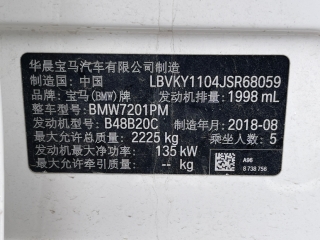 华晨宝马汽车有限公司制造
制造国：中国 LBVKY1104JSR68059
品牌：宝马(BMW)牌 发动机排量：1998 mL
整车型号：BMW7201PM
发动机型号：B48B20C 制造年月：2018-08
最大允许总质量：2225 kg 乘坐人数：5
发动机最大净功率：135 kW
最大允许牵引质量：-- kg
A96
8 738 756